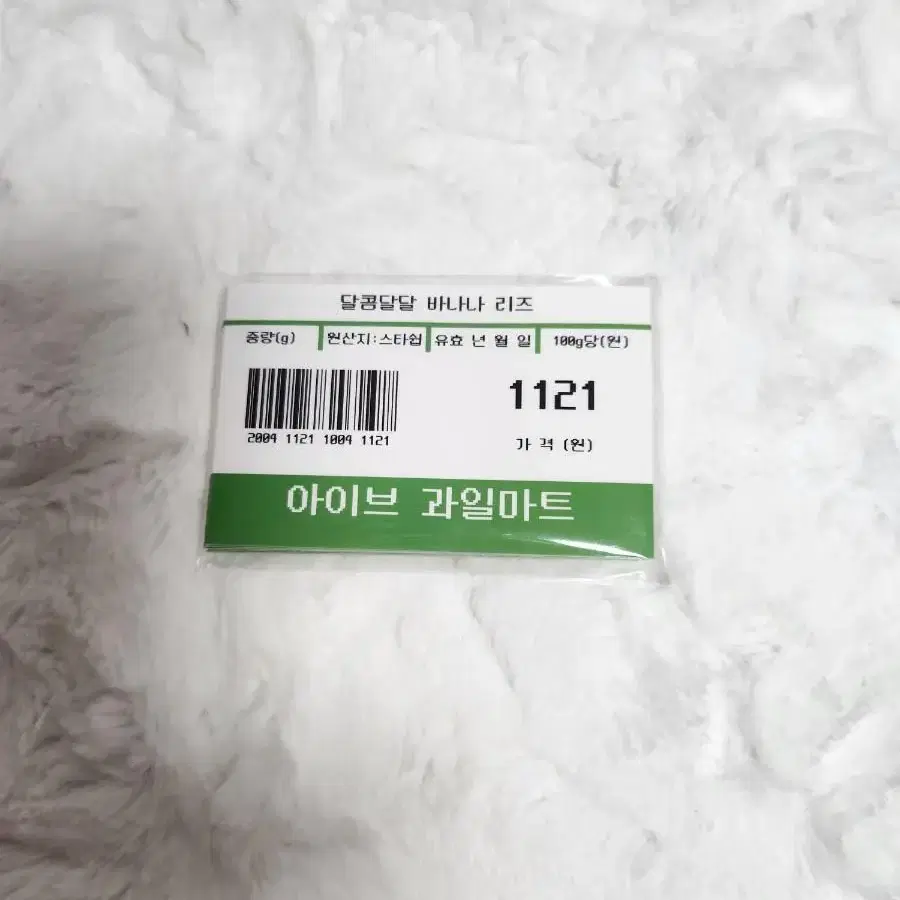 달콤달달 바나나 리즈
중량(g) 원산지:스타쉽 유효 년 월 일 100g당(원)
1121
2004 1121 1004 1121
가 격 (원)
아이브 과일마트